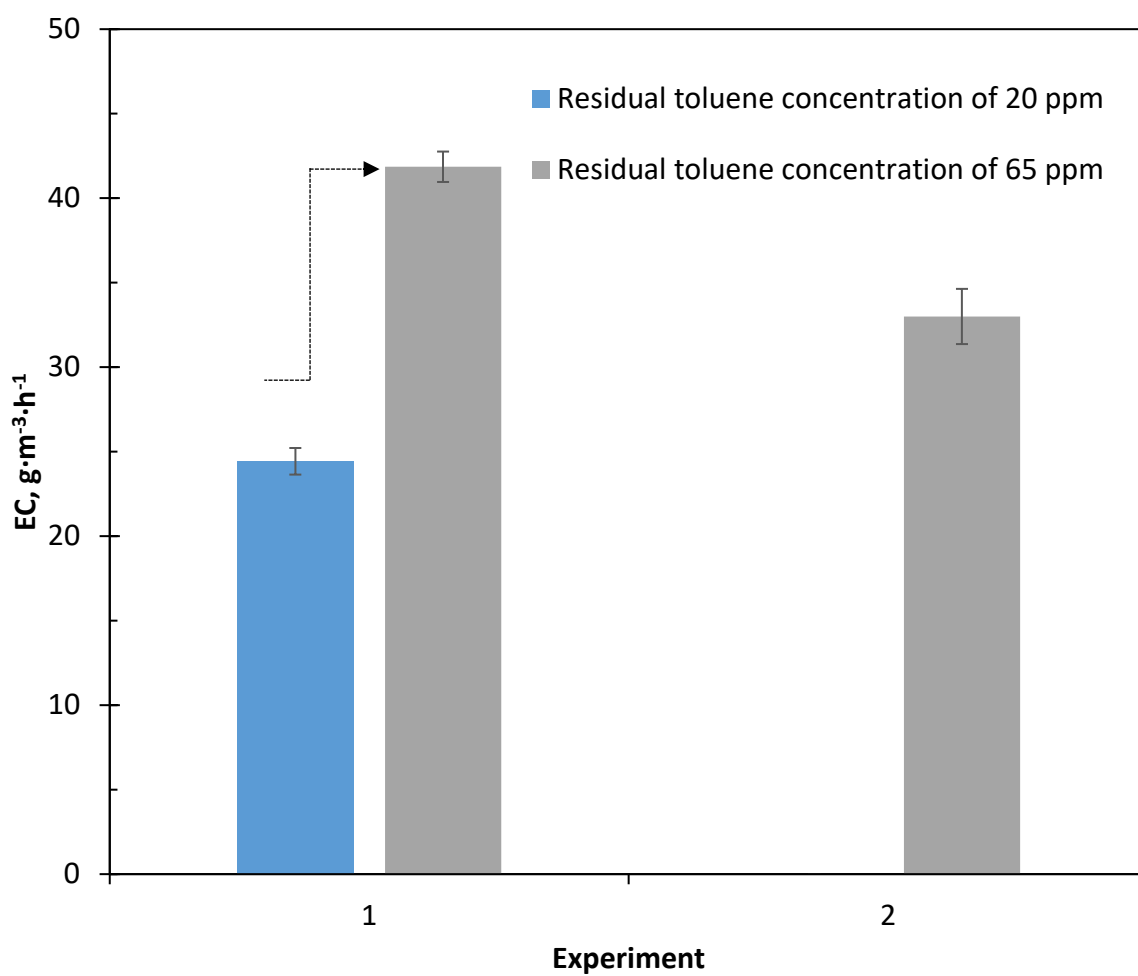 50
40
30
20
10
0
EC, g·m⁻³·h⁻¹
Residual toluene concentration of 20 ppm
Residual toluene concentration of 65 ppm
1
2
Experiment